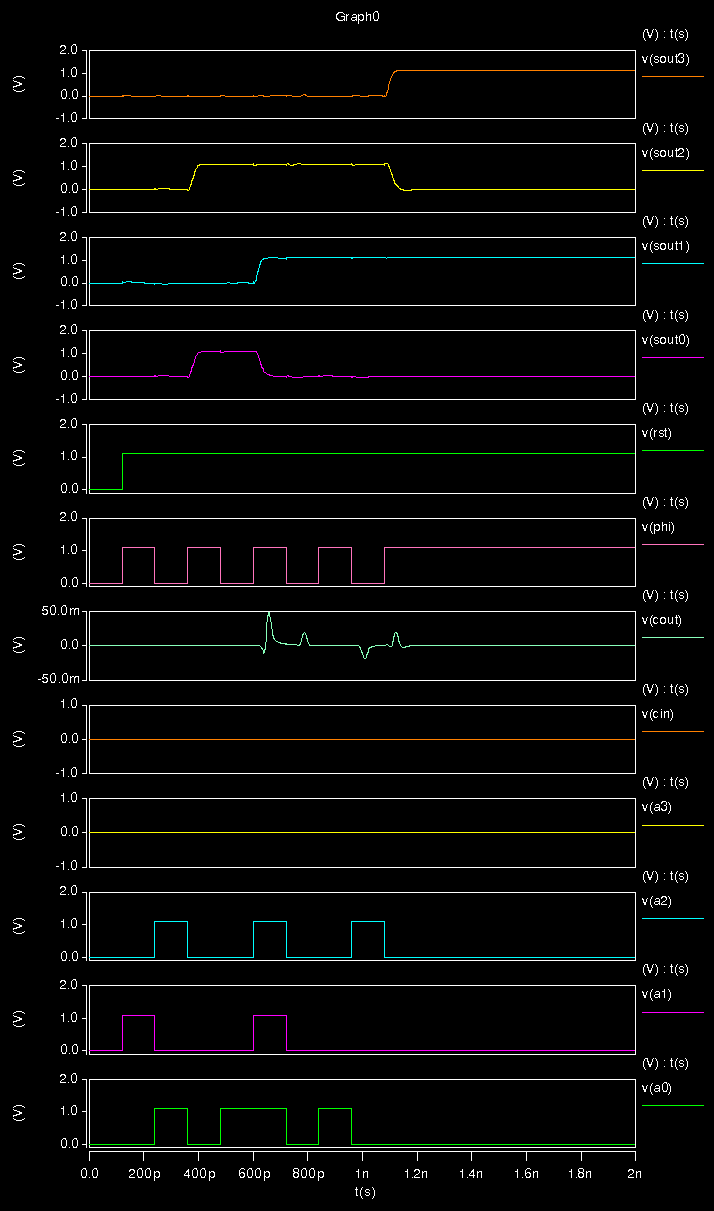 Graph0
(V) : t(s)
v(sout3)
2.0
1.0
0.0
-1.0
(V)
(V) : t(s)
v(sout2)
2.0
1.0
0.0
-1.0
(V)
(V) : t(s)
v(sout1)
2.0
1.0
0.0
-1.0
(V)
(V) : t(s)
v(sout0)
2.0
1.0
0.0
-1.0
(V)
(V) : t(s)
v(rst)
2.0
1.0
0.0
(V)
(V) : t(s)
v(phi)
2.0
1.0
0.0
(V)
(V) : t(s)
v(cout)
50.0m
0.0
-50.0m
(V)
(V) : t(s)
v(cin)
1.0
0.0
-1.0
(V)
(V) : t(s)
v(a3)
1.0
0.0
-1.0
(V)
(V) : t(s)
v(a2)
2.0
1.0
0.0
(V)
(V) : t(s)
v(a1)
2.0
1.0
0.0
(V)
(V) : t(s)
v(a0)
2.0
1.0
0.0
(V)
0.0 200p 400p 600p 800p 1n 1.2n 1.4n 1.6n 1.8n 2n
t(s)